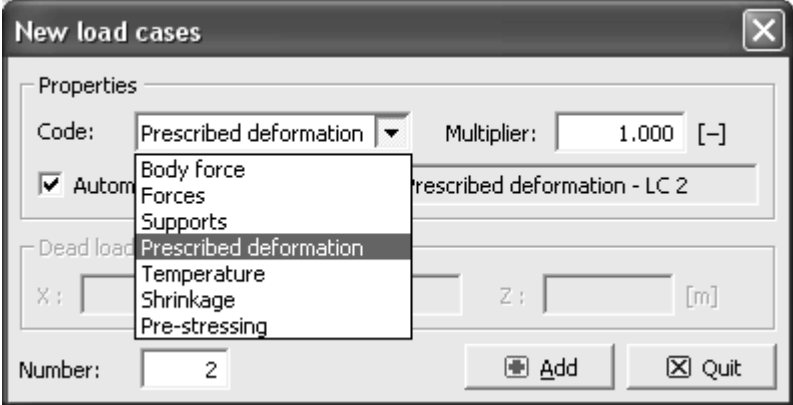 New load cases
Properties
Code: Prescribed deformation Multiplier: 1.000 [–]
Body force
Autom rescribed deformation - LC 2
Forces
Supports
Dead load Prescribed deformation
Temperature
X : Z : [m]
Shrinkage
Pre-stressing
Number: 2 Add Quit